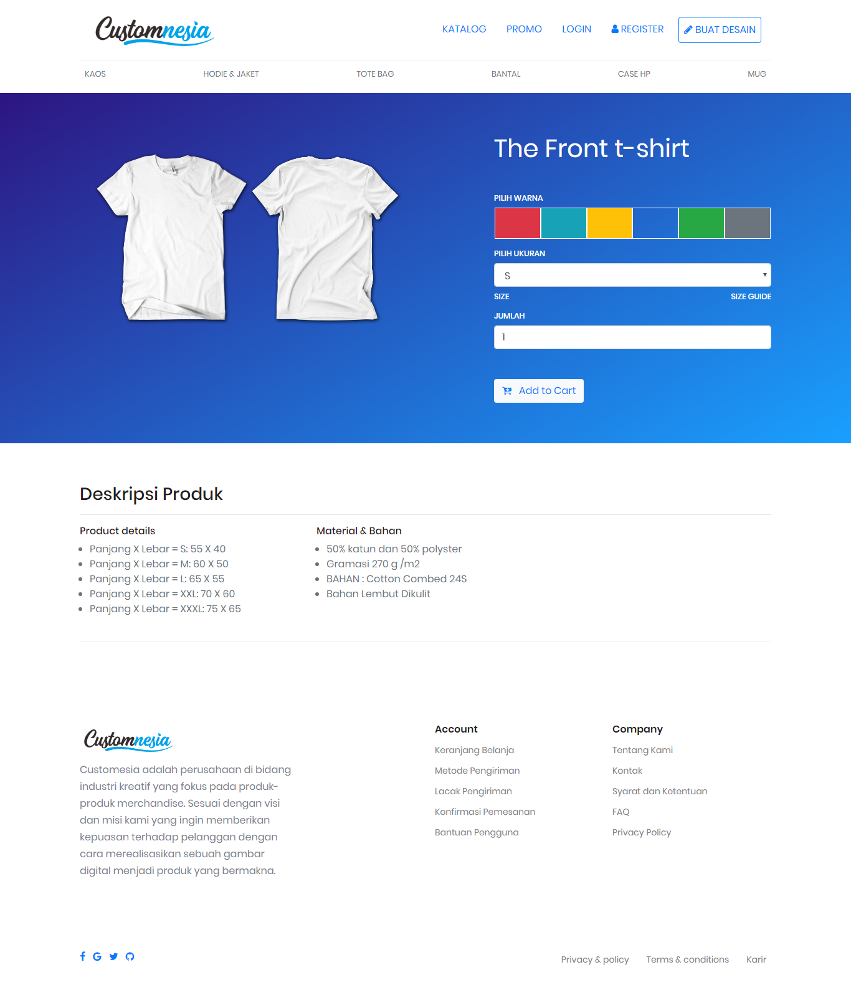 Customnesia
KATALOG PROMO LOGIN REGISTER BUAT DESAIN
KAOS HODIE & JAKET TOTE BAG BANTAL CASE HP MUG
The Front t-shirt
PILIH WARNA
PILIH UKURAN
S
SIZE SIZE GUIDE
JUMLAH
1
Add to Cart
Deskripsi Produk
Product details
Panjang X Lebar = S: 55 X 40
Panjang X Lebar = M: 60 X 50
Panjang X Lebar = L: 65 X 55
Panjang X Lebar = XXL: 70 X 60
Panjang X Lebar = XXXL: 75 X 65
Material & Bahan
50% katun dan 50% polyster
Gramasi 270 g /m2
BAHAN : Cotton Combed 24S
Bahan Lembut Dikulit
Customnesia
Customesia adalah perusahaan di bidang
industri kreatif yang fokus pada produk-
produk merchandise. Sesuai dengan visi
dan misi kami yang ingin memberikan
kepuasan terhadap pelanggan dengan
cara merealisasikan sebuah gambar
digital menjadi produk yang bermakna.
Account
Keranjang Belanja
Metode Pengiriman
Lacak Pengiriman
Konfirmasi Pemesanan
Bantuan Pengguna
Company
Tentang Kami
Kontak
Syarat dan Ketentuan
FAQ
Privacy Policy
Privacy & policy Terms & conditions Karir